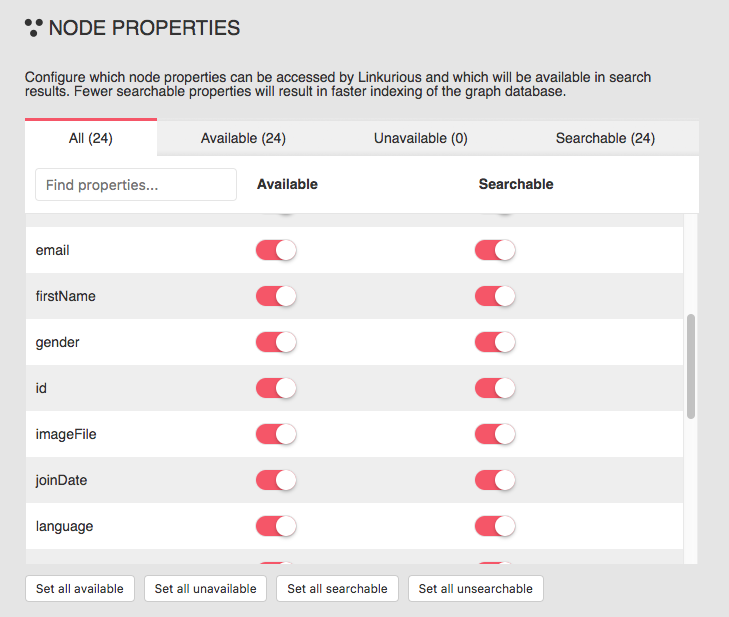 NODE PROPERTIES
Configure which node properties can be accessed by Linkurious and which will be available in search
results. Fewer searchable properties will result in faster indexing of the graph database.
All (24) Available (24) Unavailable (0) Searchable (24)
Find properties... Available Searchable
email
firstName
gender
id
imageFile
joinDate
language
Set all available Set all unavailable Set all searchable Set all unsearchable